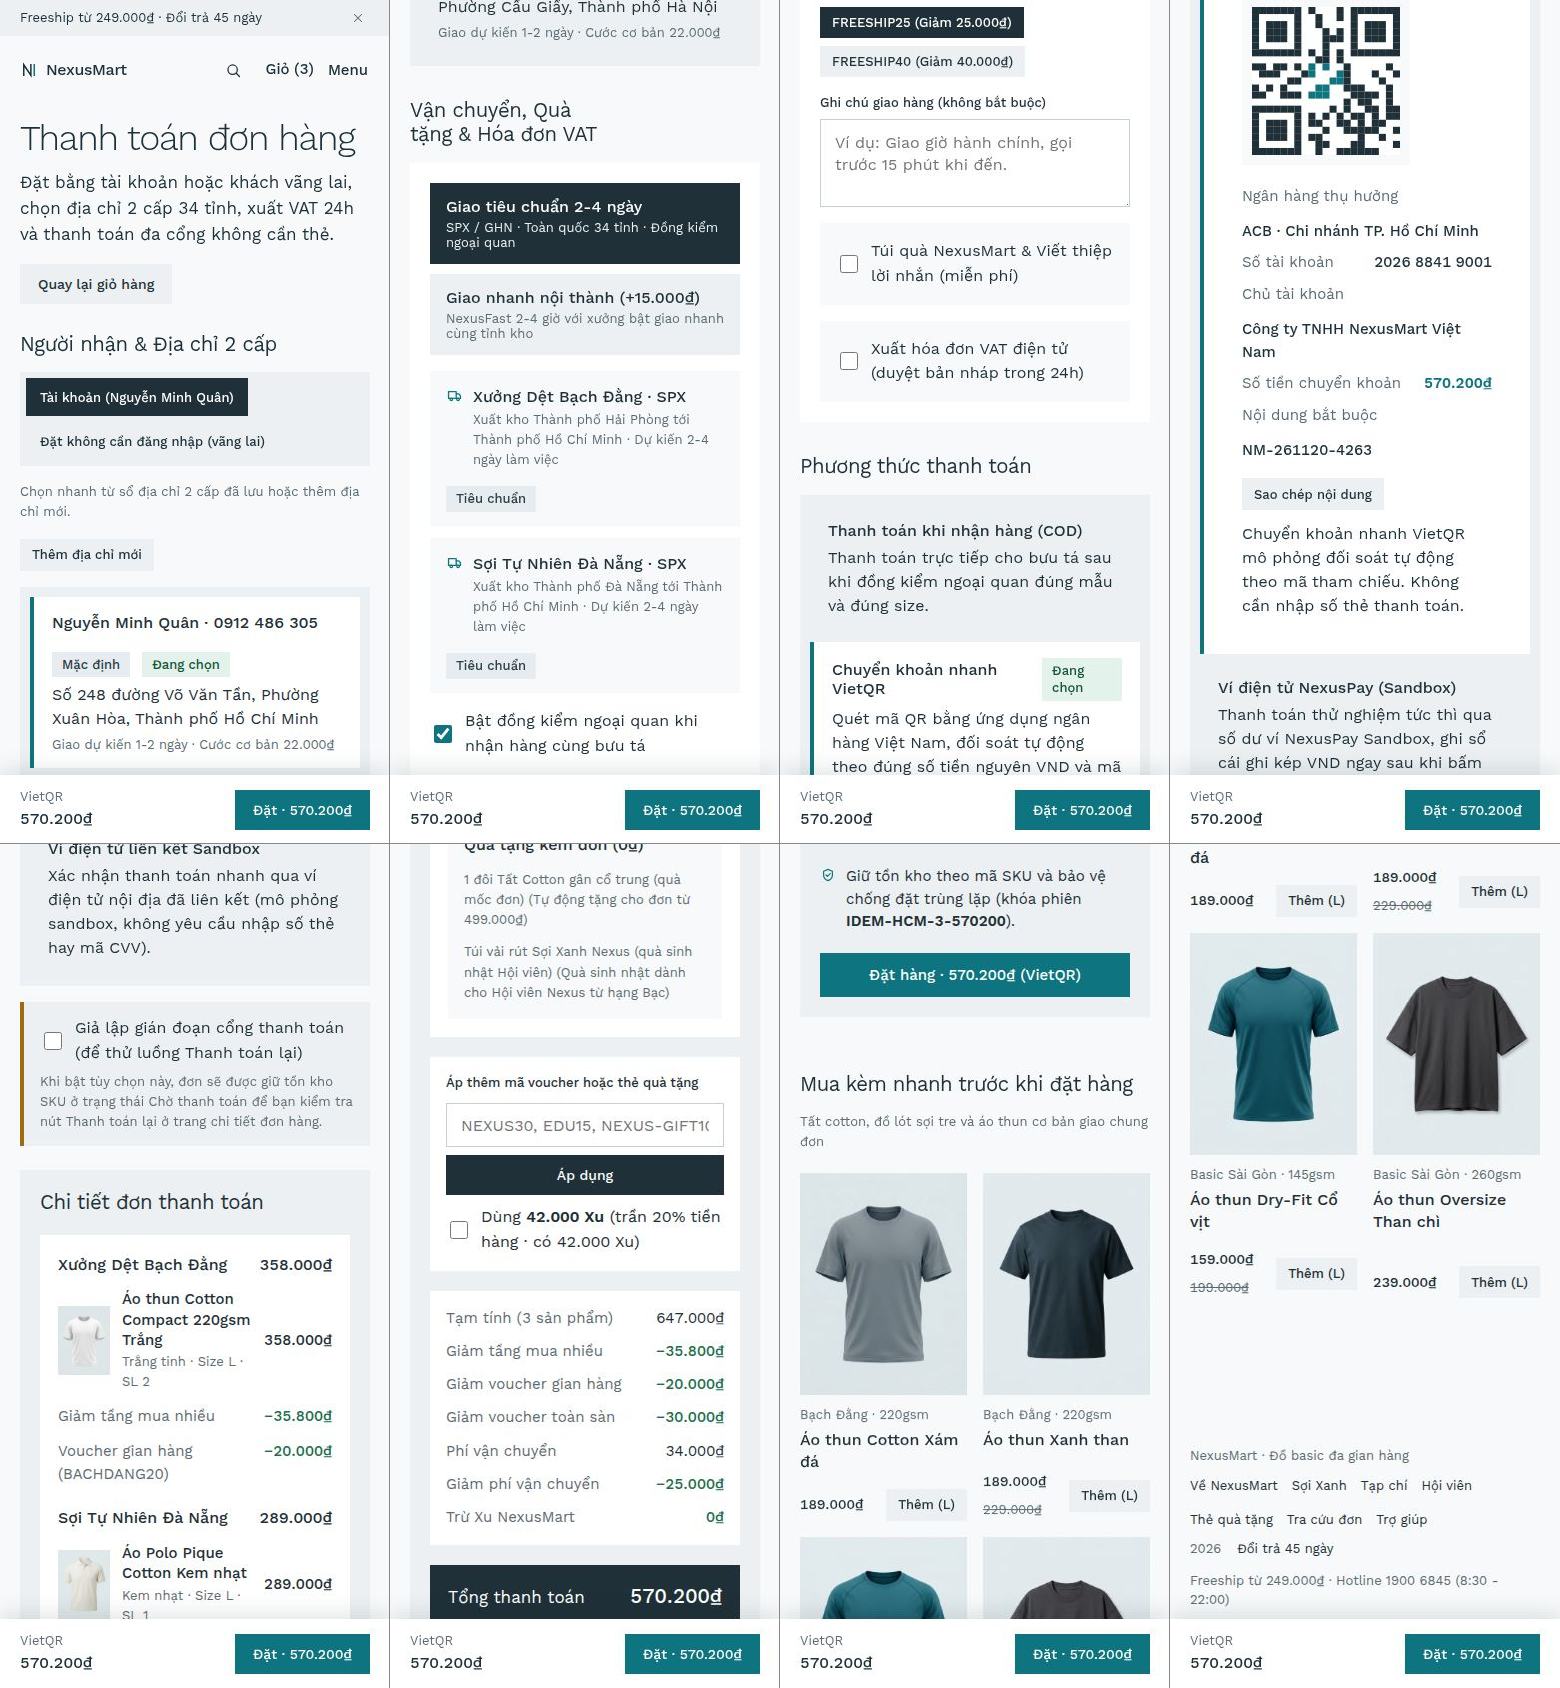 Freeship từ 249.000₫ · Đổi trả 45 ngày
NexusMart
Giỏ (3)
Menu
Thanh toán đơn hàng
Đặt bằng tài khoản hoặc khách vãng lai,
chọn địa chỉ 2 cấp 34 tỉnh, xuất VAT 24h
và thanh toán đa cổng không cần thẻ.
Quay lại giỏ hàng
Người nhận & Địa chỉ 2 cấp
Tài khoản (Nguyễn Minh Quân)
Đặt không cần đăng nhập (vãng lai)
Chọn nhanh từ sổ địa chỉ 2 cấp đã lưu hoặc thêm địa
chỉ mới.
Thêm địa chỉ mới
Nguyễn Minh Quân · 0912 486 305
Mặc định
Đang chọn
Số 248 đường Võ Văn Tần, Phường
Xuân Hòa, Thành phố Hồ Chí Minh
Giao dự kiến 1-2 ngày · Cước cơ bản 22.000₫
VietQR
570.200₫
Đặt · 570.200₫
Phường Cầu Giấy, Thành phố Hà Nội
Giao dự kiến 1-2 ngày · Cước cơ bản 22.000₫
Vận chuyển, Quà
tặng & Hóa đơn VAT
Giao tiêu chuẩn 2-4 ngày
SPX / GHN · Toàn quốc 34 tỉnh · Đồng kiểm
ngoại quan
Giao nhanh nội thành (+15.000₫)
NexusFast 2-4 giờ với xưởng bật giao nhanh
cùng tỉnh kho
Xưởng Dệt Bạch Đằng · SPX
Xuất kho Thành phố Hải Phòng tới
Thành phố Hồ Chí Minh · Dự kiến 2-4
ngày làm việc
Tiêu chuẩn
Sợi Tự Nhiên Đà Nẵng · SPX
Xuất kho Thành phố Đà Nẵng tới Thành
phố Hồ Chí Minh · Dự kiến 2-4 ngày
làm việc
Tiêu chuẩn
Bật đồng kiểm ngoại quan khi
nhận hàng cùng bưu tá
VietQR
570.200₫
Đặt · 570.200₫
FREESHIP25 (Giảm 25.000₫)
FREESHIP40 (Giảm 40.000₫)
Ghi chú giao hàng (không bắt buộc)
Ví dụ: Giao giờ hành chính, gọi
trước 15 phút khi đến.
Túi quà NexusMart & Viết thiệp
lời nhắn (miễn phí)
Xuất hóa đơn VAT điện tử
(duyệt bản nháp trong 24h)
Phương thức thanh toán
Thanh toán khi nhận hàng (COD)
Thanh toán trực tiếp cho bưu tá sau
khi đồng kiểm ngoại quan đúng mẫu
và đúng size.
Chuyển khoản nhanh
VietQR
Đang
chọn
Quét mã QR bằng ứng dụng ngân
hàng Việt Nam, đối soát tự động
theo đúng số tiền nguyên VND và mã
VietQR
570.200₫
Đặt · 570.200₫
Ngân hàng thụ hưởng
ACB · Chi nhánh TP. Hồ Chí Minh
Số tài khoản
2026 8841 9001
Chủ tài khoản
Công ty TNHH NexusMart Việt
Nam
Số tiền chuyển khoản
570.200₫
Nội dung bắt buộc
NM-261120-4263
Sao chép nội dung
Chuyển khoản nhanh VietQR
mô phỏng đối soát tự động
theo mã tham chiếu. Không
cần nhập số thẻ thanh toán.
Ví điện tử NexusPay (Sandbox)
Thanh toán thử nghiệm tức thì qua
số dư ví NexusPay Sandbox, ghi sổ
cái ghi kép VND ngay sau khi bấm
VietQR
570.200₫
Đặt · 570.200₫
Ví điện tử liên kết Sandbox
Xác nhận thanh toán nhanh qua ví
điện tử nội địa đã liên kết (mô phỏng
sandbox, không yêu cầu nhập số thẻ
hay mã CVV).
Giả lập gián đoạn cổng thanh toán
(để thử luồng Thanh toán lại)
Khi bật tùy chọn này, đơn sẽ được giữ tồn kho
SKU ở trạng thái Chờ thanh toán để bạn kiểm tra
nút Thanh toán lại ở trang chi tiết đơn hàng.
Chi tiết đơn thanh toán
Xưởng Dệt Bạch Đằng
358.000₫
Áo thun Cotton
Compact 220gsm
Trắng
358.000₫
Trắng tinh · Size L ·
SL 2
Giảm tầng mua nhiều
−35.800₫
Voucher gian hàng
(BACHDANG20)
−20.000₫
Sợi Tự Nhiên Đà Nẵng
289.000₫
Áo Polo Pique
Cotton Kem nhạt
289.000₫
Kem nhạt · Size L ·
SL 1
VietQR
570.200₫
Đặt · 570.200₫
Quà tặng kèm đơn (0₫)
1 đôi Tất Cotton gân cổ trung (quà
mốc đơn) (Tự động tặng cho đơn từ
499.000₫)
Túi vải rút Sợi Xanh Nexus (quà sinh
nhật Hội viên) (Quà sinh nhật dành
cho Hội viên Nexus từ hạng Bạc)
Áp thêm mã voucher hoặc thẻ quà tặng
NEXUS30, EDU15, NEXUS-GIFT10
Áp dụng
Dùng 42.000 Xu (trần 20% tiền
hàng · có 42.000 Xu)
Tạm tính (3 sản phẩm)
647.000₫
Giảm tầng mua nhiều
−35.800₫
Giảm voucher gian hàng
−20.000₫
Giảm voucher toàn sàn
−30.000₫
Phí vận chuyển
34.000₫
Giảm phí vận chuyển
−25.000₫
Trừ Xu NexusMart
0₫
Tổng thanh toán
570.200₫
VietQR
570.200₫
Đặt · 570.200₫
Giữ tồn kho theo mã SKU và bảo vệ
chống đặt trùng lặp (khóa phiên
IDEM-HCM-3-570200).
Đặt hàng · 570.200₫ (VietQR)
Mua kèm nhanh trước khi đặt hàng
Tất cotton, đồ lót sợi tre và áo thun cơ bản giao chung
đơn
Bạch Đằng · 220gsm
Áo thun Cotton Xám
đá
189.000₫
Thêm (L)
Bạch Đằng · 220gsm
Áo thun Xanh than
189.000₫
229.000₫
Thêm (L)
VietQR
570.200₫
Đặt · 570.200₫
đá
189.000₫
Thêm (L)
189.000₫
229.000₫
Thêm (L)
Basic Sài Gòn · 145gsm
Áo thun Dry-Fit Cổ
vịt
159.000₫
199.000₫
Thêm (L)
Basic Sài Gòn · 260gsm
Áo thun Oversize
Than chì
239.000₫
Thêm (L)
NexusMart · Đồ basic đa gian hàng
Về NexusMart
Sợi Xanh
Tạp chí
Hội viên
Thẻ quà tặng
Tra cứu đơn
Trợ giúp
2026
Đổi trả 45 ngày
Freeship từ 249.000₫ · Hotline 1900 6845 (8:30 -
22:00)
VietQR
570.200₫
Đặt · 570.200₫